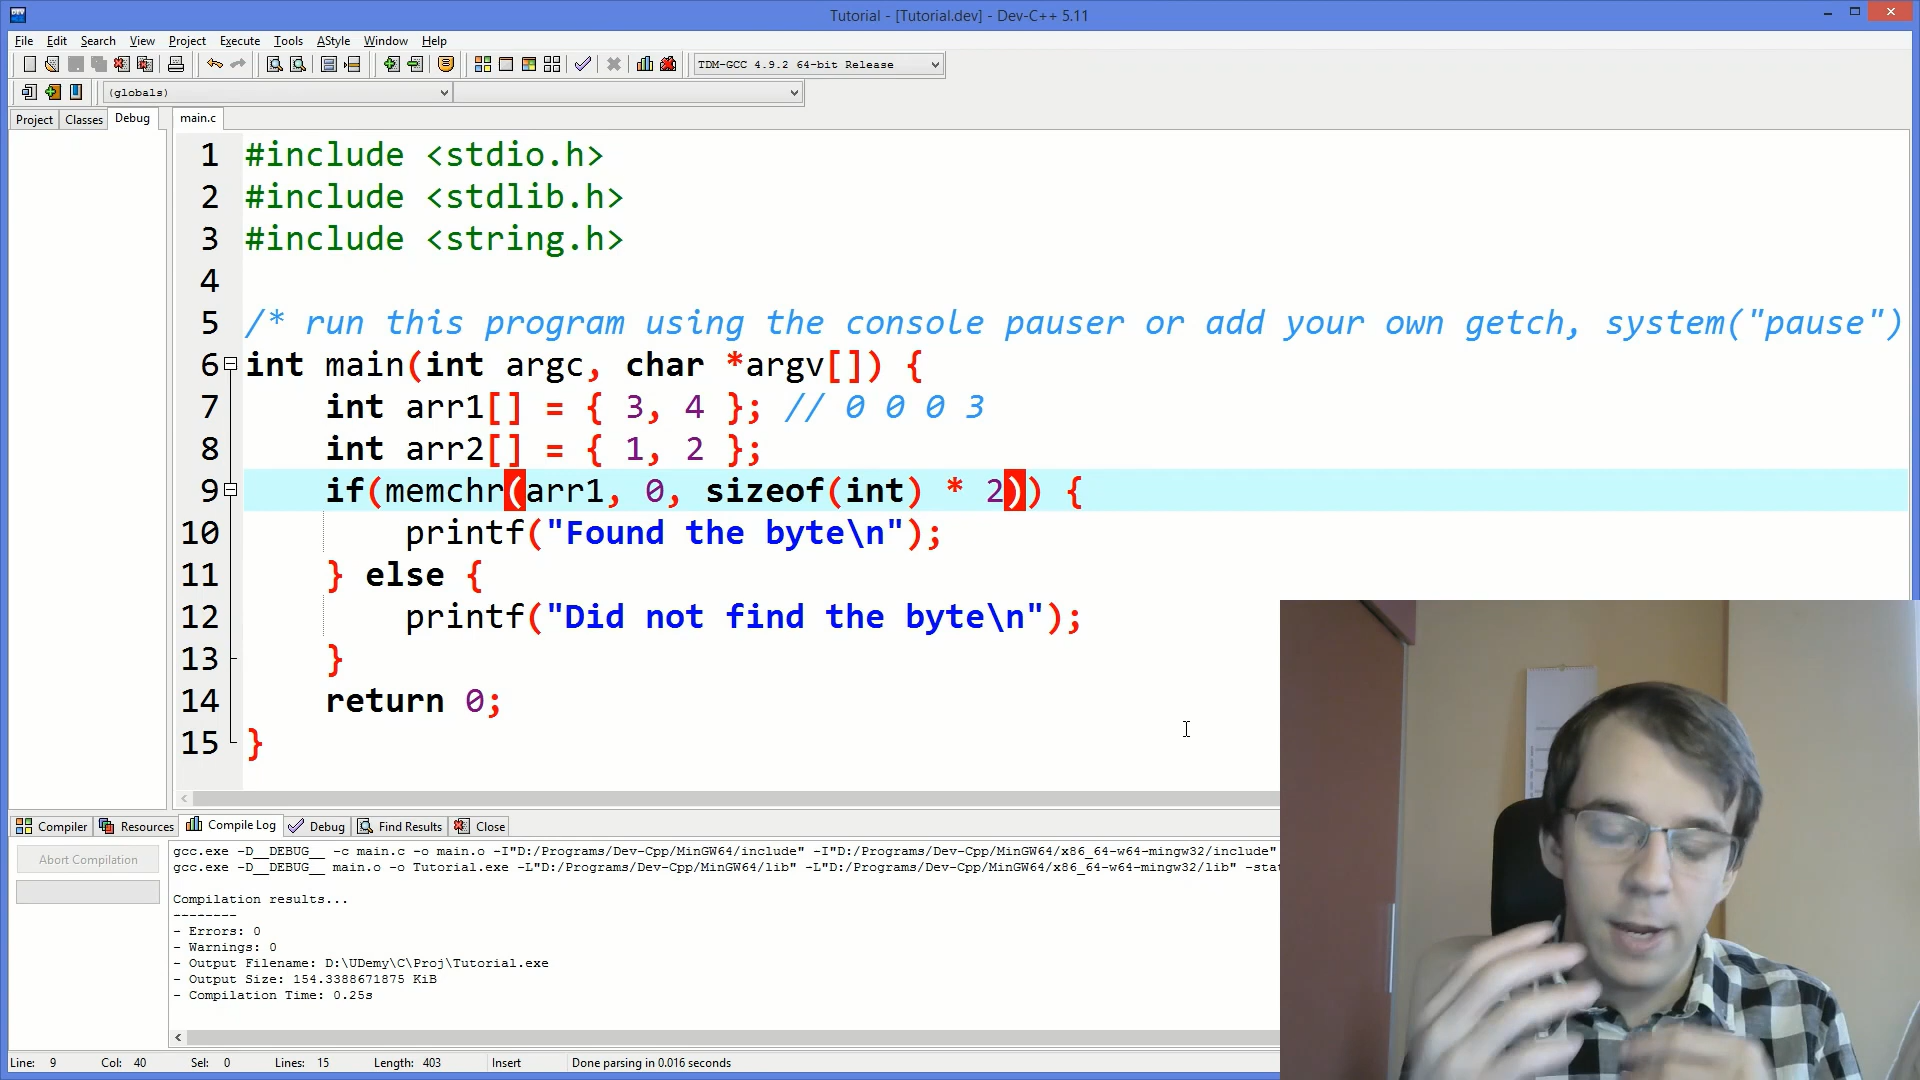 Tutorial - [Tutorial.dev] - Dev-C++ 5.11
File Edit Search View Project Execute Tools AStyle Window Help
TDM-GCC 4.9.2 64-bit Release
(globals)
Project Classes Debug main.c
1 #include <stdio.h>
2 #include <stdlib.h>
3 #include <string.h>
4
5 /* run this program using the console pauser or add your own getch, system("pause")
6 int main(int argc, char *argv[]) {
7 int arr1[] = { 3, 4 }; // 0 0 0 3
8 int arr2[] = { 1, 2 };
9 if(memchr(arr1, 0, sizeof(int) * 2)) {
10 printf("Found the byte\n");
11 } else {
12 printf("Did not find the byte\n");
13 }
14 return 0;
15 }
Compiler Resources Compile Log Debug Find Results Close
Abort Compilation
gcc.exe -D__DEBUG__ -c main.c -o main.o -I"D:/Programs/Dev-Cpp/MinGW64/include" -I"D:/Programs/Dev-Cpp/MinGW64/x86_64-w64-mingw32/include"
gcc.exe -D__DEBUG__ main.o -o Tutorial.exe -L"D:/Programs/Dev-Cpp/MinGW64/lib" -L"D:/Programs/Dev-Cpp/MinGW64/x86_64-w64-mingw32/lib" -sta
Compilation results...
--------
- Errors: 0
- Warnings: 0
- Output Filename: D:\UDemy\C\Proj\Tutorial.exe
- Output Size: 154.3388671875 KiB
- Compilation Time: 0.25s
Line: 9 Col: 40 Sel: 0 Lines: 15 Length: 403 Insert Done parsing in 0.016 seconds